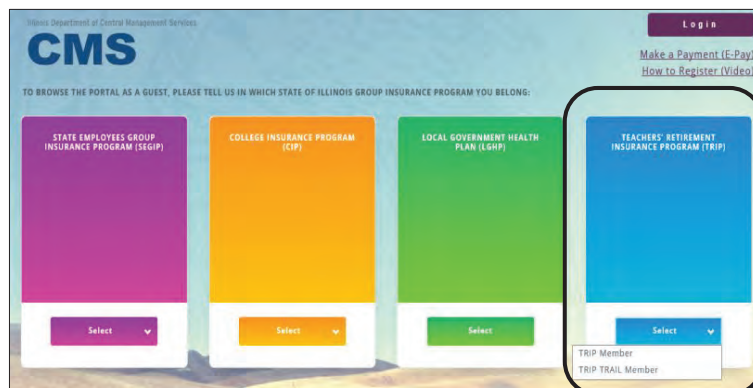 Illinois Department of Central Management Services
CMS
Login
Make a Payment (E-Pay)
How to Register (Video)
TO BROWSE THE PORTAL AS A GUEST, PLEASE TELL US IN WHICH STATE OF ILLINOIS GROUP INSURANCE PROGRAM YOU BELONG:
STATE EMPLOYEES GROUP
INSURANCE PROGRAM (SEGIP)
Select
COLLEGE INSURANCE PROGRAM
(CIP)
Select
LOCAL GOVERNMENT HEALTH
PLAN (LGHP)
Select
TEACHERS' RETIREMENT
INSURANCE PROGRAM (TRIP)
Select
TRIP Member
TRIP TRAIL Member